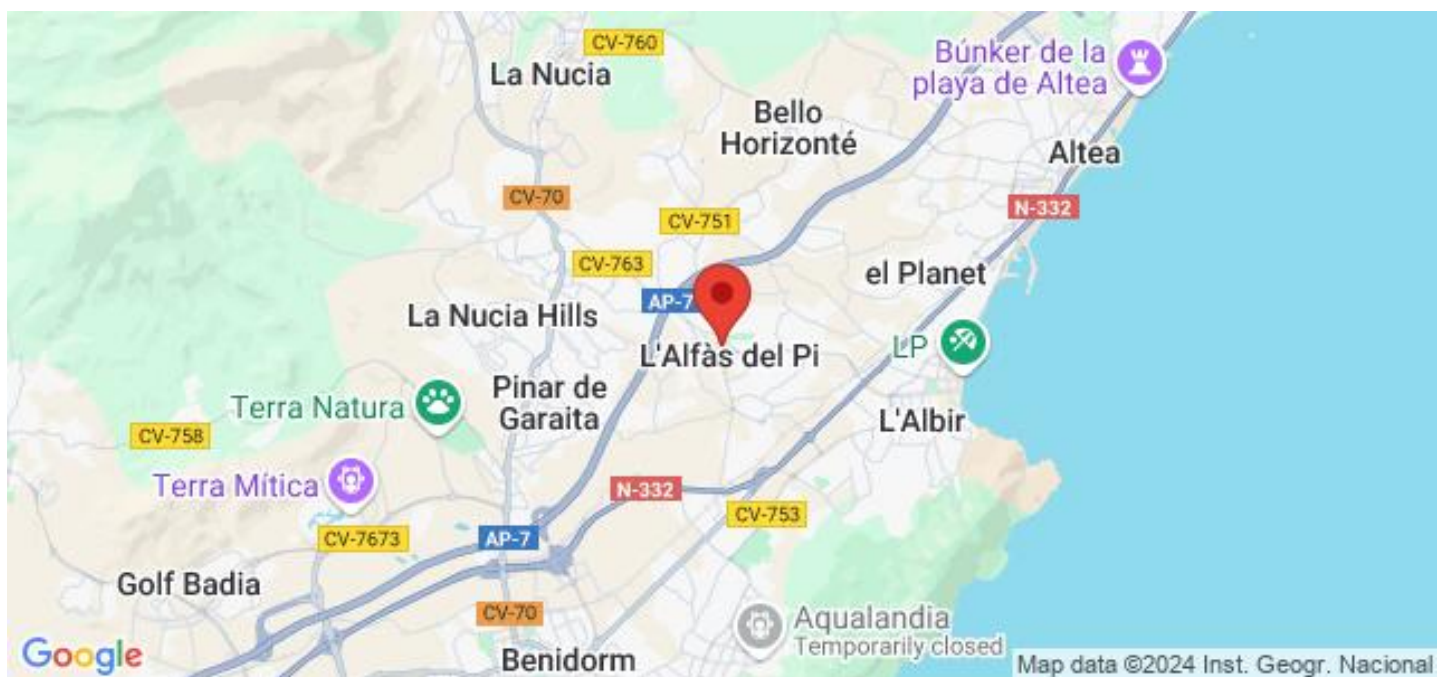 CV-760
La Nucia
Búnker de la
playa de Altea
Bello
Horizonté
Altea
CV-70
N-332
CV-751
CV-763
el Planet
AP-7
La Nucia Hills
LP
L'Alfàs del Pi
Pinar de
Garaita
Terra Natura
L'Albir
CV-758
Terra Mítica
N-332
CV-753
CV-7673
AP-7
Golf Badia
CV-70
Aqualandia
Temporarily closed
Google
Benidorm
Map data ©2024 Inst. Geogr. Nacional